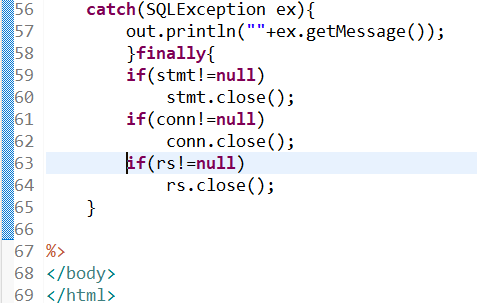 56 catch(SQLException ex){
57 out.println(""+ex.getMessage());
58 }finally{
59 if(stmt!=null)
60 stmt.close();
61 if(conn!=null)
62 conn.close();
63 if(rs!=null)
64 rs.close();
65 }
66
67 %>
68 </body>
69 </html>